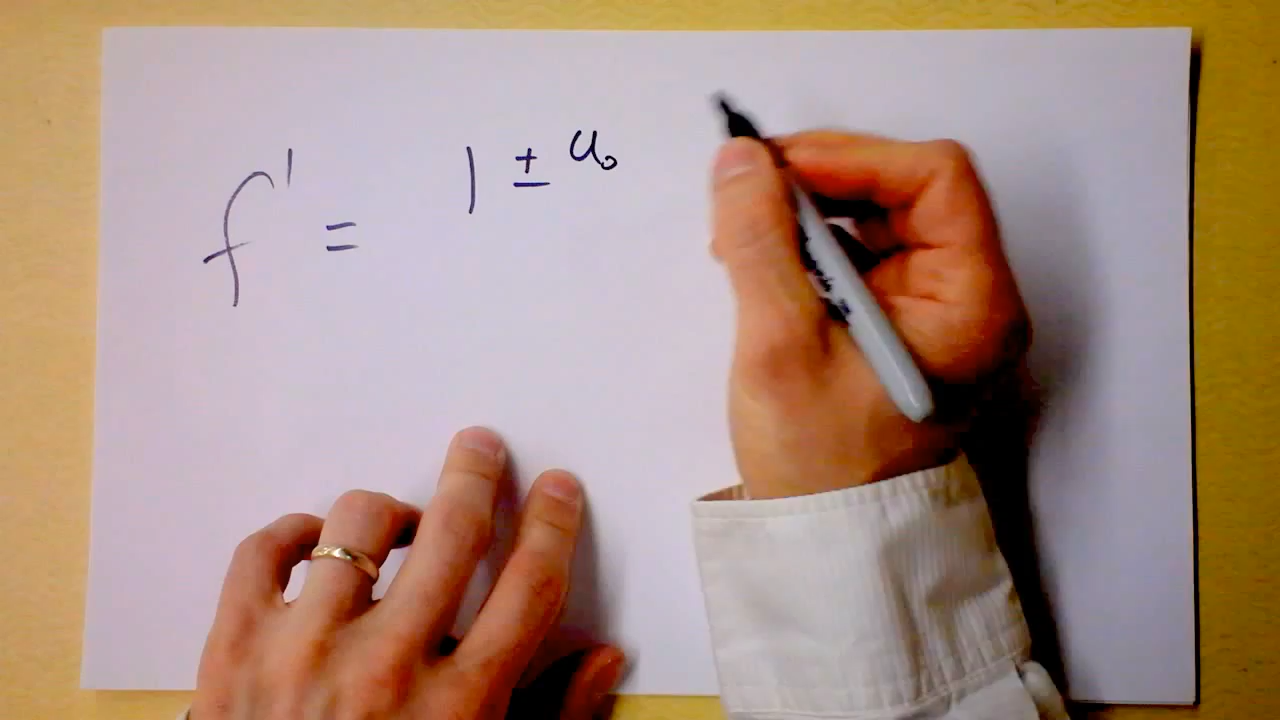 f' = 1 ± u₀